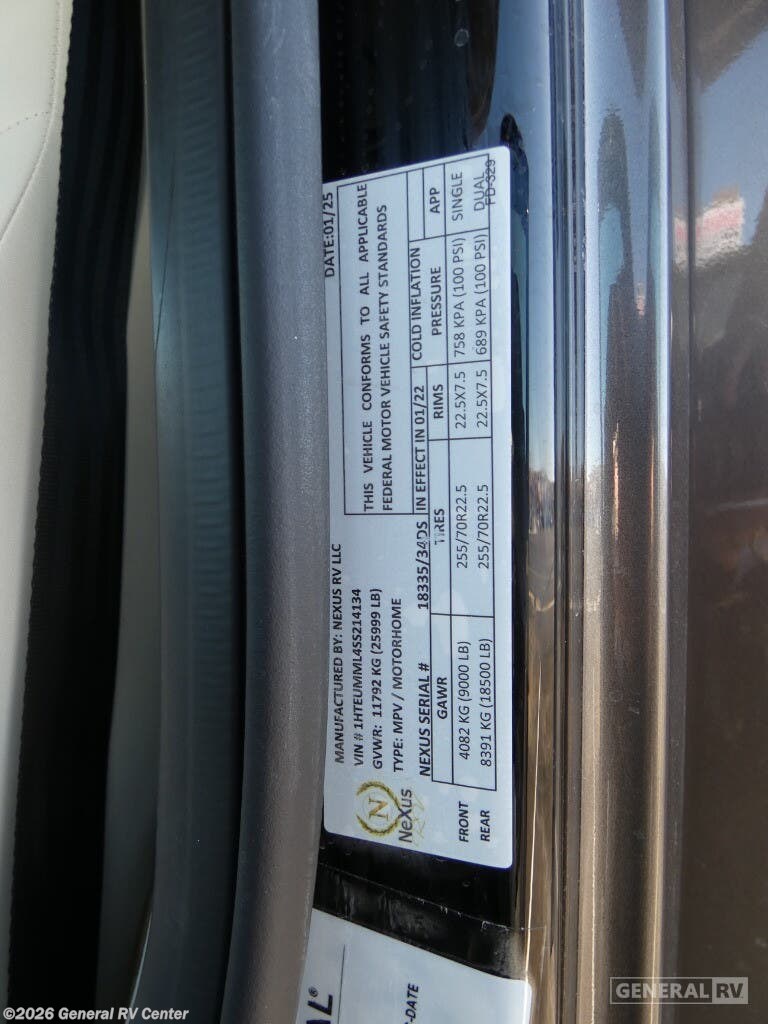 MANUFACTURED BY: NEXUS RV LLC DATE:01/25
VIN # 1HTEUMML4SS214134
GVWR: 11792 KG (25999 LB)
TYPE: MPV / MOTORHOME
THIS VEHICLE CONFORMS TO ALL APPLICABLE
FEDERAL MOTOR VEHICLE SAFETY STANDARDS
IN EFFECT IN 01/22
N
NeXus
RV
NEXUS SERIAL # 18335/34DS
GAWR TIRES RIMS COLD INFLATION PRESSURE APP
FRONT 4082 KG (9000 LB) 255/70R22.5 22.5X7.5 758 KPA (100 PSI) SINGLE
REAR 8391 KG (18500 LB) 255/70R22.5 22.5X7.5 689 KPA (100 PSI) DUAL
FD-329
-DATE
©2026 General RV Center
GENERAL RV